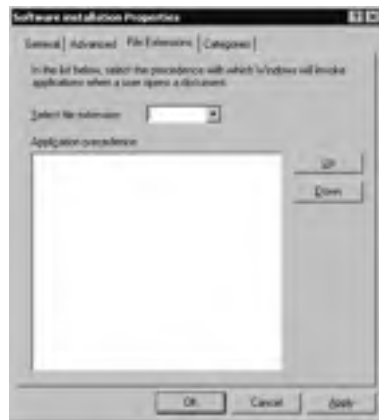 Software installation Properties
General Advanced File Extensions Categories
In the list below, select the precedence with which Windows will invoke
applications when a user opens a document.
Select file extension:
Application precedence:
Up
Down
OK Cancel Apply